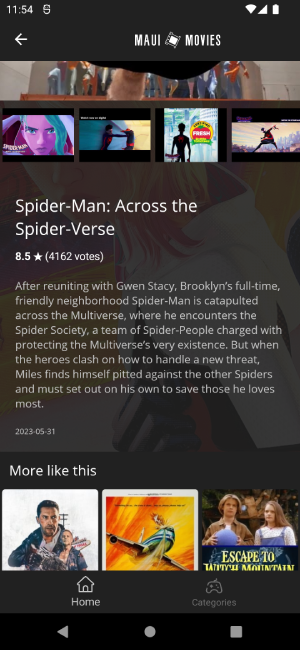 11:54
MAUI MOVIES
FRESH
Spider-Man: Across the
Spider-Verse
8.5 ★ (4162 votes)
After reuniting with Gwen Stacy, Brooklyn's full-time,
friendly neighborhood Spider-Man is catapulted
across the Multiverse, where he encounters the
Spider Society, a team of Spider-People charged with
protecting the Multiverse's very existence. But when
the heroes clash on how to handle a new threat,
Miles finds himself pitted against the other Spiders
and must set out on his own to save those he loves
most.
2023-05-31
More like this
ESCAPE TO
WITCH MOUNTAIN
Home
Categories